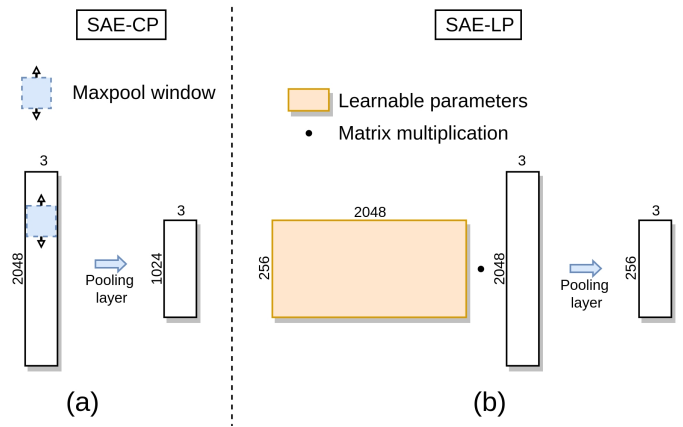 SAE-CP
Maxpool window
3
2048
Pooling
layer
3
1024
(a)
SAE-LP
Learnable parameters
Matrix multiplication
2048
256
•
3
2048
Pooling
layer
3
256
(b)